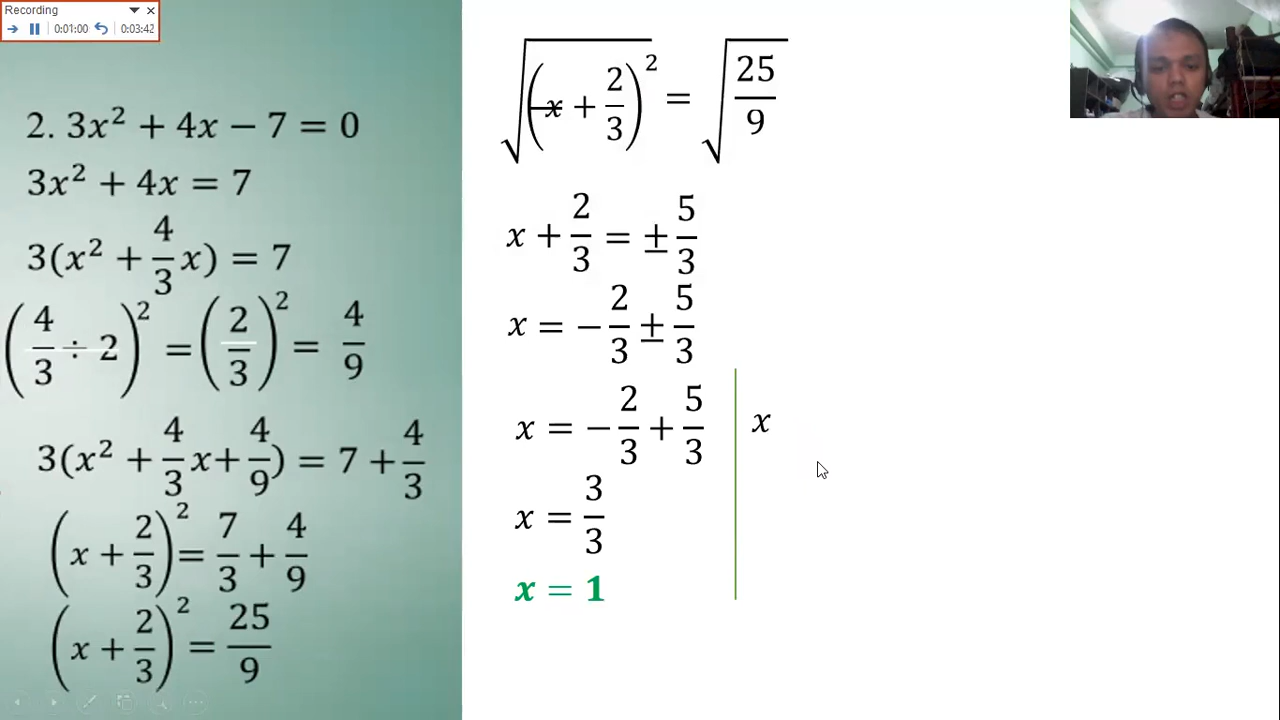 Recording
0:01:00 0:03:42
2. 3x² + 4x − 7 = 0
3x² + 4x = 7
3(x² + 4/3 x) = 7
(4/3 ÷ 2)² = (2/3)² = 4/9
3(x² + 4/3 x + 4/9) = 7 + 4/3
(x + 2/3)² = 7/3 + 4/9
(x + 2/3)² = 25/9
√(x + 2/3)² = √25/9
x + 2/3 = ± 5/3
x = − 2/3 ± 5/3
x = − 2/3 + 5/3
x = 3/3
x = 1
x